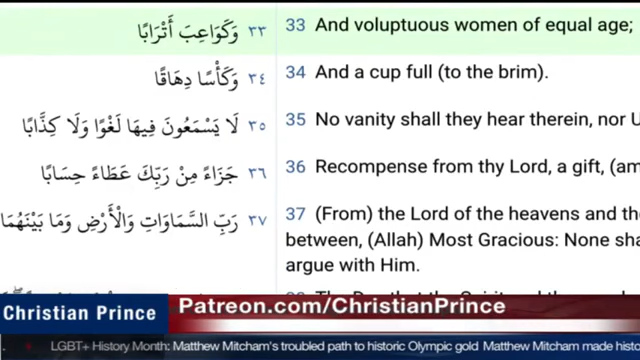 ٣٣ وَكَوَاعِبَ أَتْرَابًا
33 And voluptuous women of equal age;
٣٤ وَكَأْسًا دِهَاقًا
34 And a cup full (to the brim).
٣٥ لَا يَسْمَعُونَ فِيهَا لَغْوًا وَلَا كِذَّابًا
35 No vanity shall they hear therein, nor U
٣٦ جَزَاءً مِنْ رَبِّكَ عَطَاءً حِسَابًا
36 Recompense from thy Lord, a gift, (am
٣٧ رَبِّ السَّمَاوَاتِ وَالْأَرْضِ وَمَا بَيْنَهُمَا
37 (From) the Lord of the heavens and the
between, (Allah) Most Gracious: None sha
argue with Him.
Christian Prince
Patreon.com/ChristianPrince
LGBT+ History Month: Matthew Mitcham's troubled path to historic Olympic gold Matthew Mitcham made histo